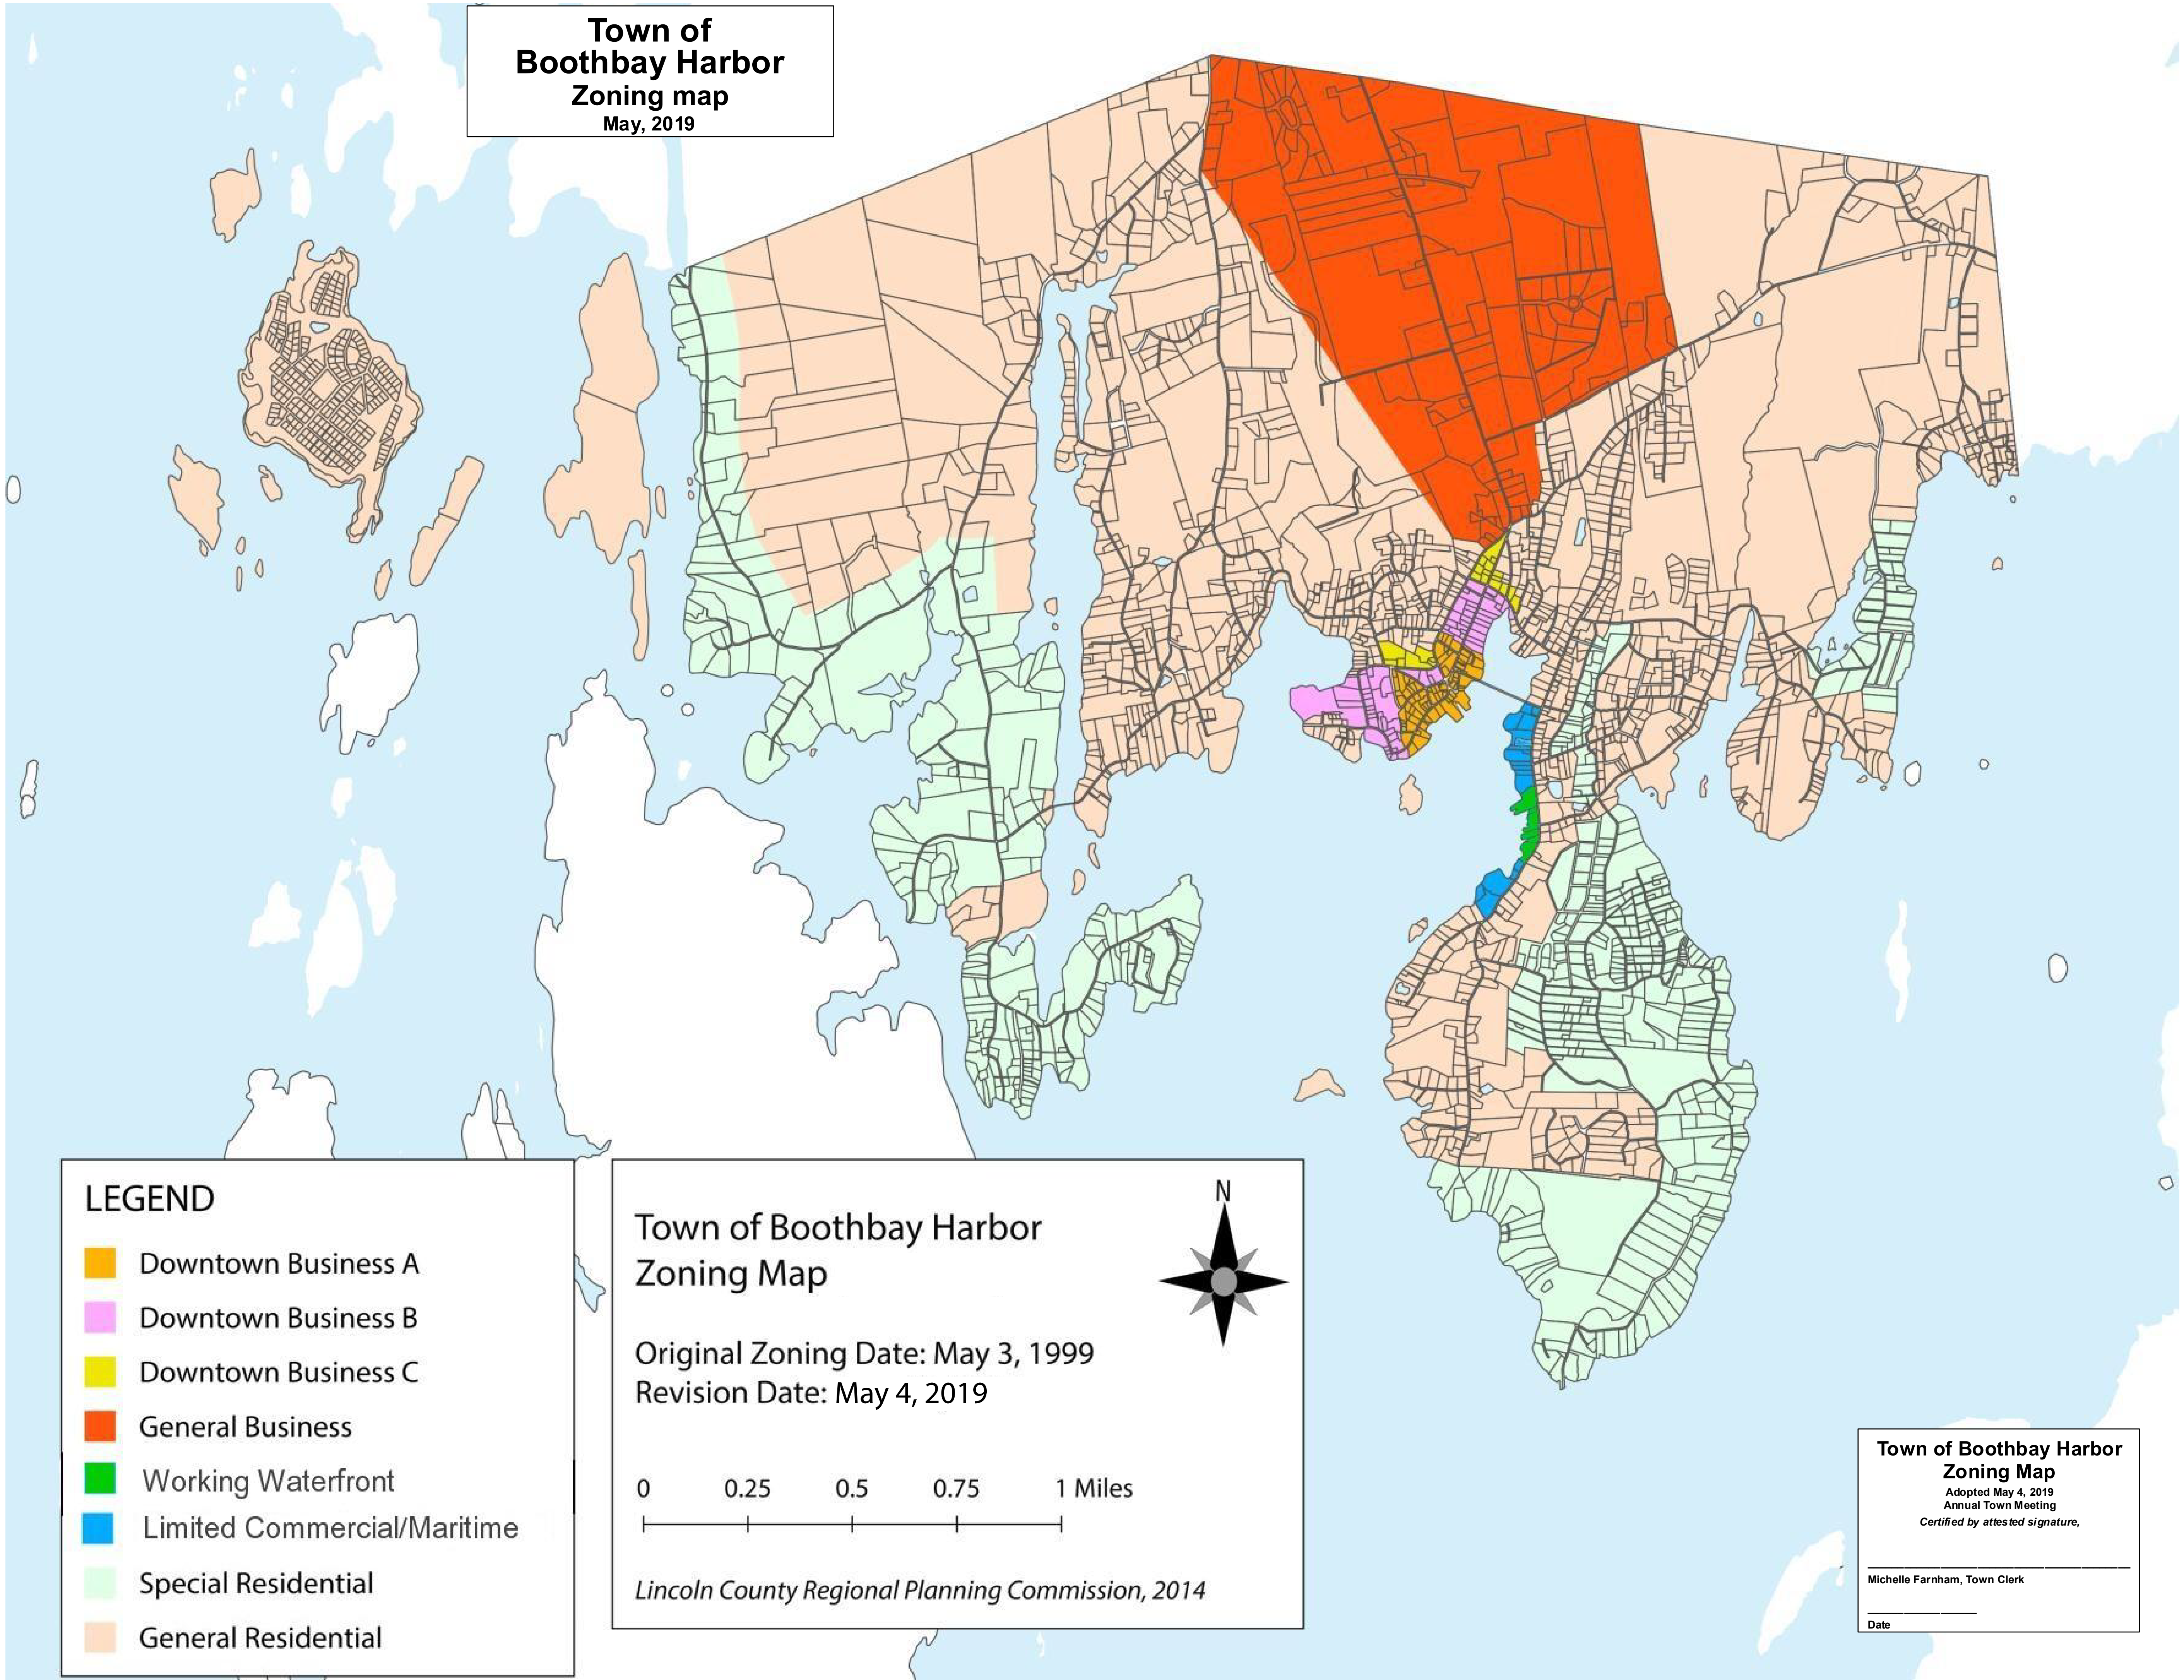 Town of
Boothbay Harbor
Zoning map
May, 2019
LEGEND
Downtown Business A
Downtown Business B
Downtown Business C
General Business
Working Waterfront
Limited Commercial/Maritime
Special Residential
General Residential
Town of Boothbay Harbor
Zoning Map
Original Zoning Date: May 3, 1999
Revision Date: May 4, 2019
N
0 0.25 0.5 0.75 1 Miles
Lincoln County Regional Planning Commission, 2014
Town of Boothbay Harbor
Zoning Map
Adopted May 4, 2019
Annual Town Meeting
Certified by attested signature,
Michelle Farnham, Town Clerk
Date